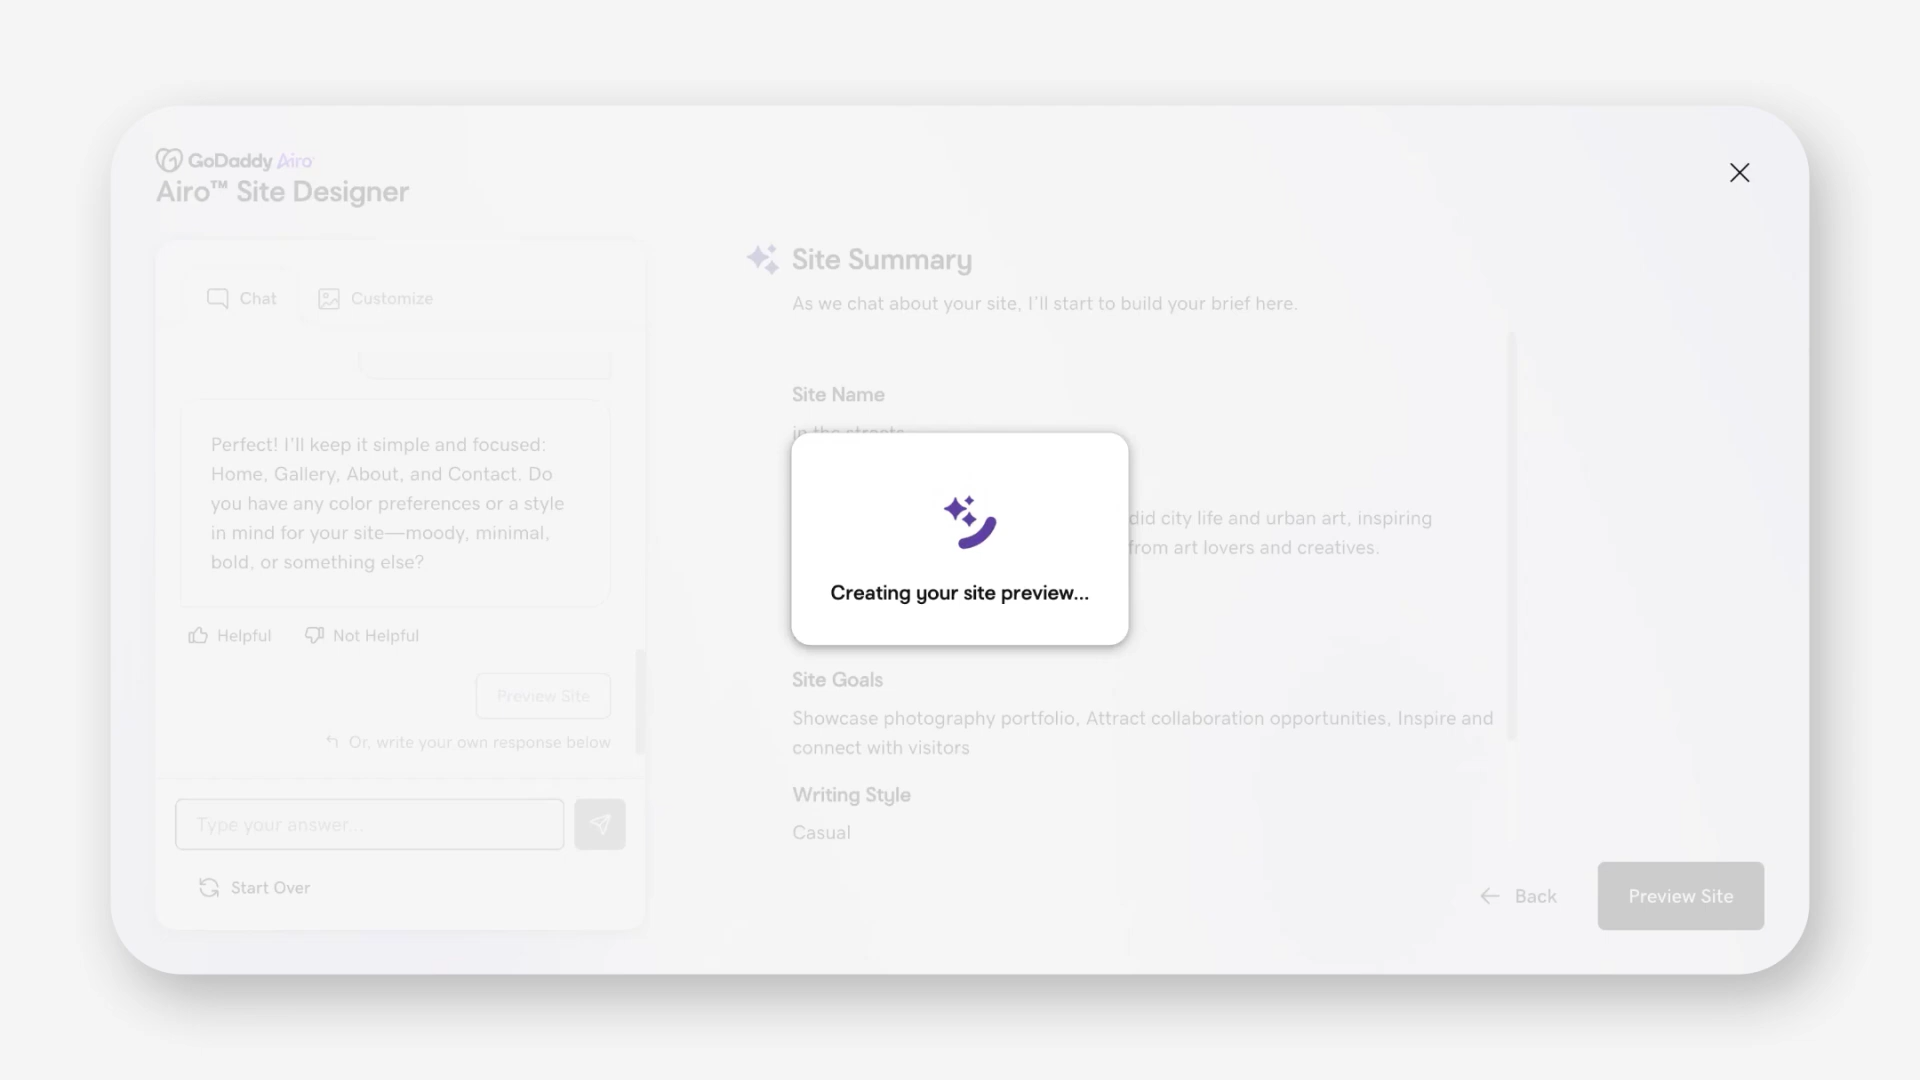 GoDaddy Airo
Airo™ Site Designer
Chat
Customize
Perfect! I'll keep it simple and focused:
Home, Gallery, About, and Contact. Do
you have any color preferences or a style
in mind for your site—moody, minimal,
bold, or something else?
Helpful
Not Helpful
Preview Site
Or, write your own response below
Type your answer...
Start Over
Site Summary
As we chat about your site, I'll start to build your brief here.
Site Name
in the streets
did city life and urban art, inspiring
from art lovers and creatives.
Creating your site preview...
Site Goals
Showcase photography portfolio, Attract collaboration opportunities, Inspire and
connect with visitors
Writing Style
Casual
Back
Preview Site